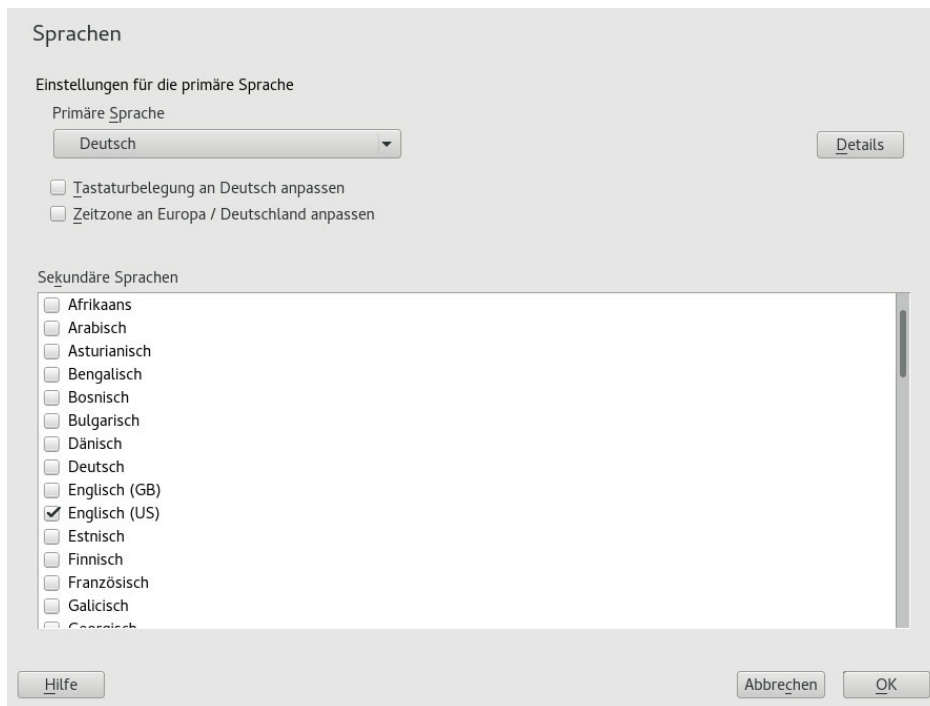 Sprachen
Einstellungen für die primäre Sprache
Primäre Sprache
Deutsch
Details
Tastaturbelegung an Deutsch anpassen
Zeitzone an Europa / Deutschland anpassen
Sekundäre Sprachen
Afrikaans
Arabisch
Asturianisch
Bengalisch
Bosnisch
Bulgarisch
Dänisch
Deutsch
Englisch (GB)
Englisch (US)
Estnisch
Finnisch
Französisch
Galicisch
Georgisch
Hilfe
Abbrechen
OK